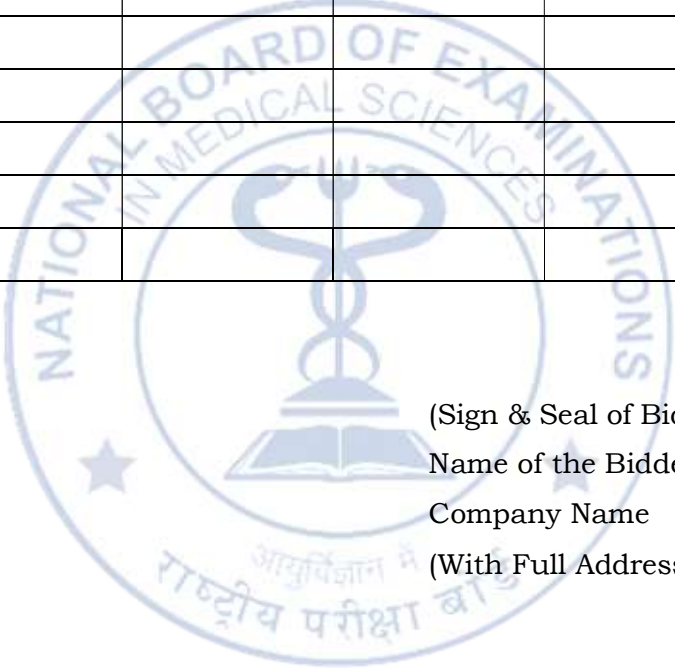 NATIONAL BOARD OF EXAMINATIONS
IN MEDICAL SCIENCES
(Sign & Seal of Bid
Name of the Bidde
Company Name
(With Full Address
आयुर्विज्ञान में
राष्ट्रीय परीक्षा बोर्ड